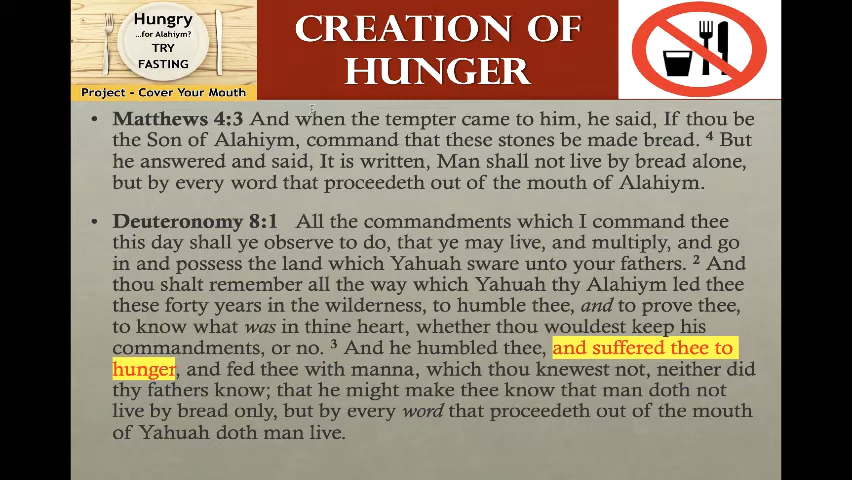 Hungry
...for Alahiym?
TRY
FASTING
Project - Cover Your Mouth
CREATION OF
HUNGER
• Matthews 4:3 And when the tempter came to him, he said, If thou be
the Son of Alahiym, command that these stones be made bread. ⁴ But
he answered and said, It is written, Man shall not live by bread alone,
but by every word that proceedeth out of the mouth of Alahiym.
• Deuteronomy 8:1 All the commandments which I command thee
this day shall ye observe to do, that ye may live, and multiply, and go
in and possess the land which Yahuah sware unto your fathers. ² And
thou shalt remember all the way which Yahuah thy Alahiym led thee
these forty years in the wilderness, to humble thee, and to prove thee,
to know what was in thine heart, whether thou wouldest keep his
commandments, or no. ³ And he humbled thee, and suffered thee to
hunger, and fed thee with manna, which thou knewest not, neither did
thy fathers know; that he might make thee know that man doth not
live by bread only, but by every word that proceedeth out of the mouth
of Yahuah doth man live.